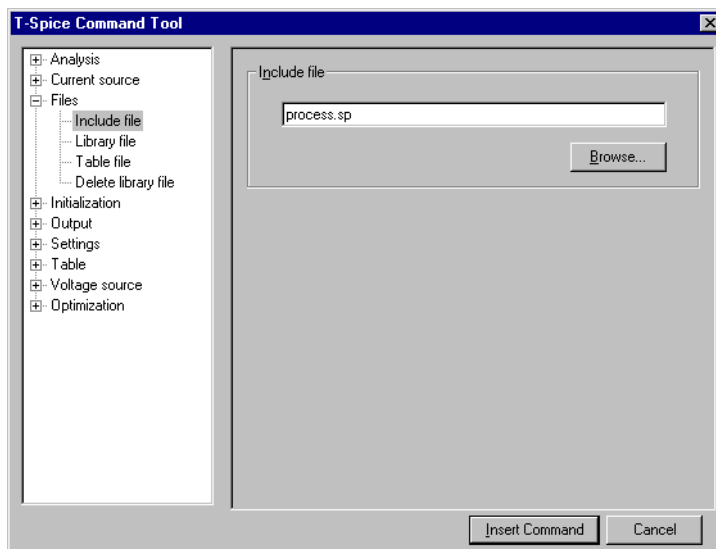 T-Spice Command Tool
Analysis
Current source
Files
Include file
Library file
Table file
Delete library file
Initialization
Output
Settings
Table
Voltage source
Optimization
Include file
process.sp
Browse...
Insert Command
Cancel